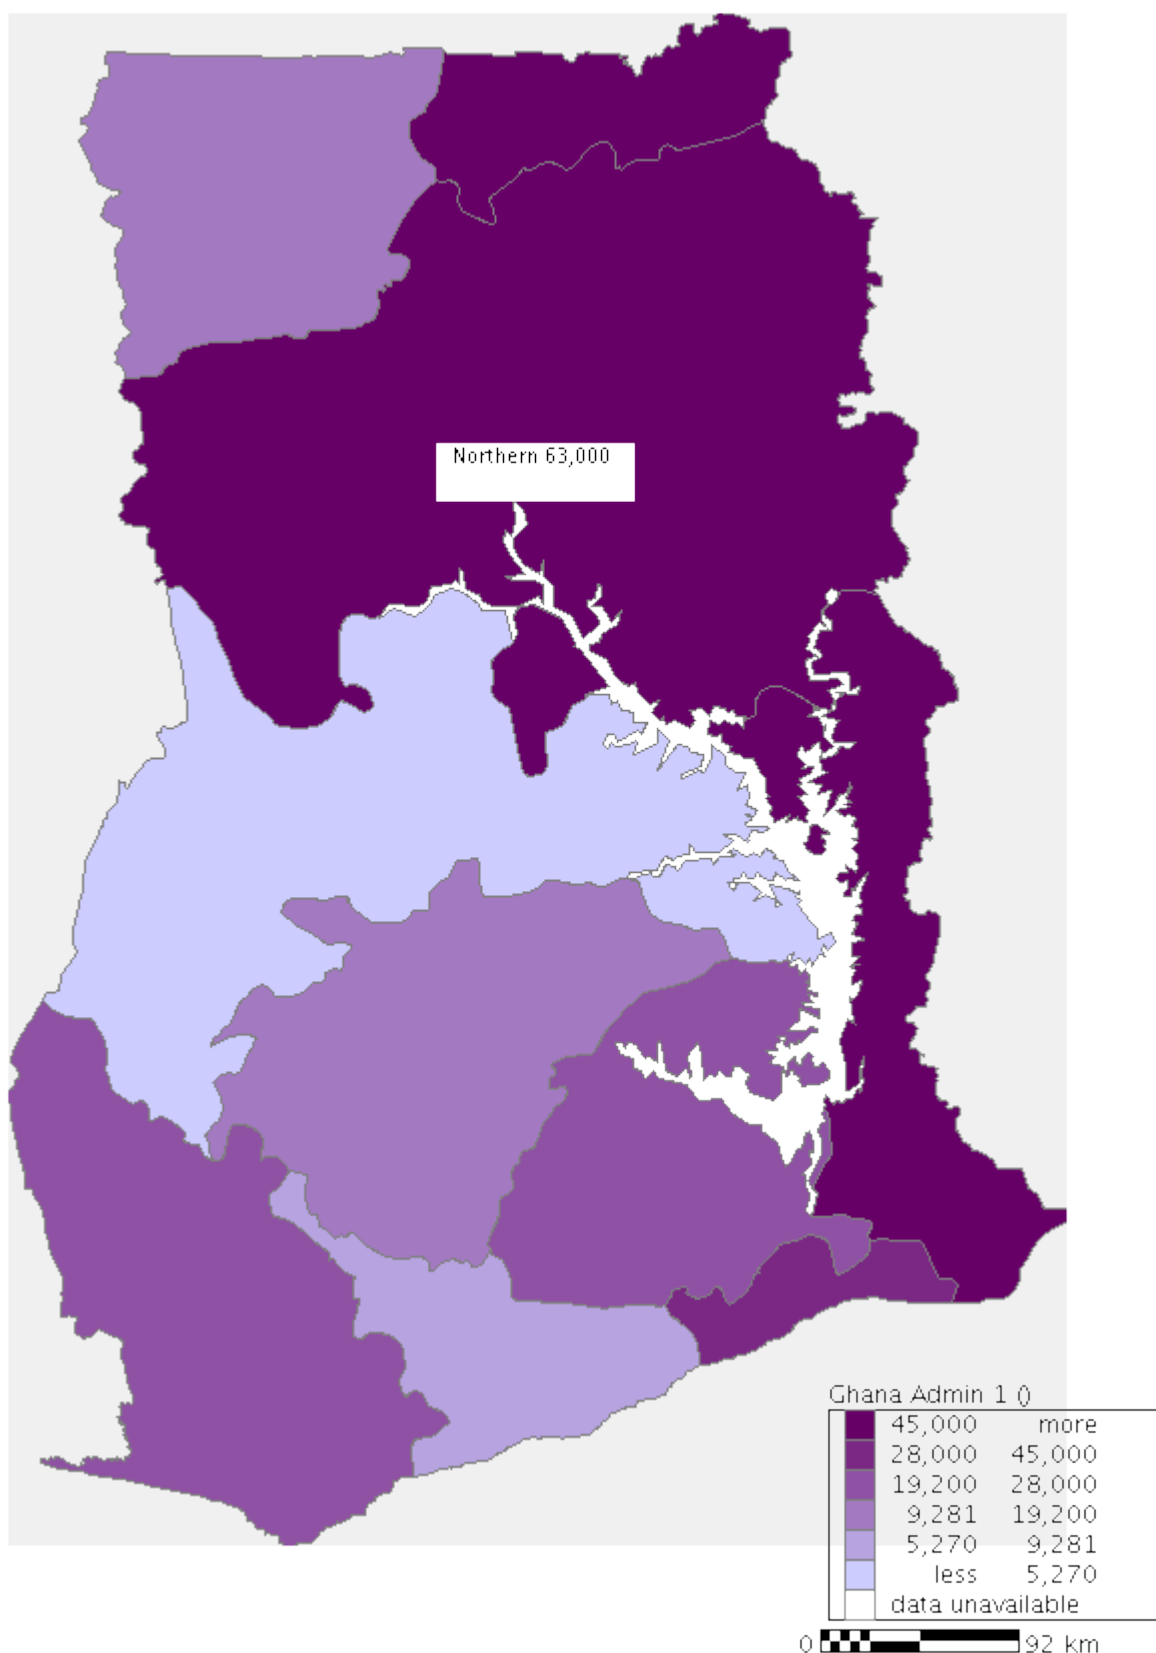 Northern 63,000
Ghana Admin 1 ()
45,000 more
28,000 45,000
19,200 28,000
9,281 19,200
5,270 9,281
less 5,270
data unavailable
0 92 km